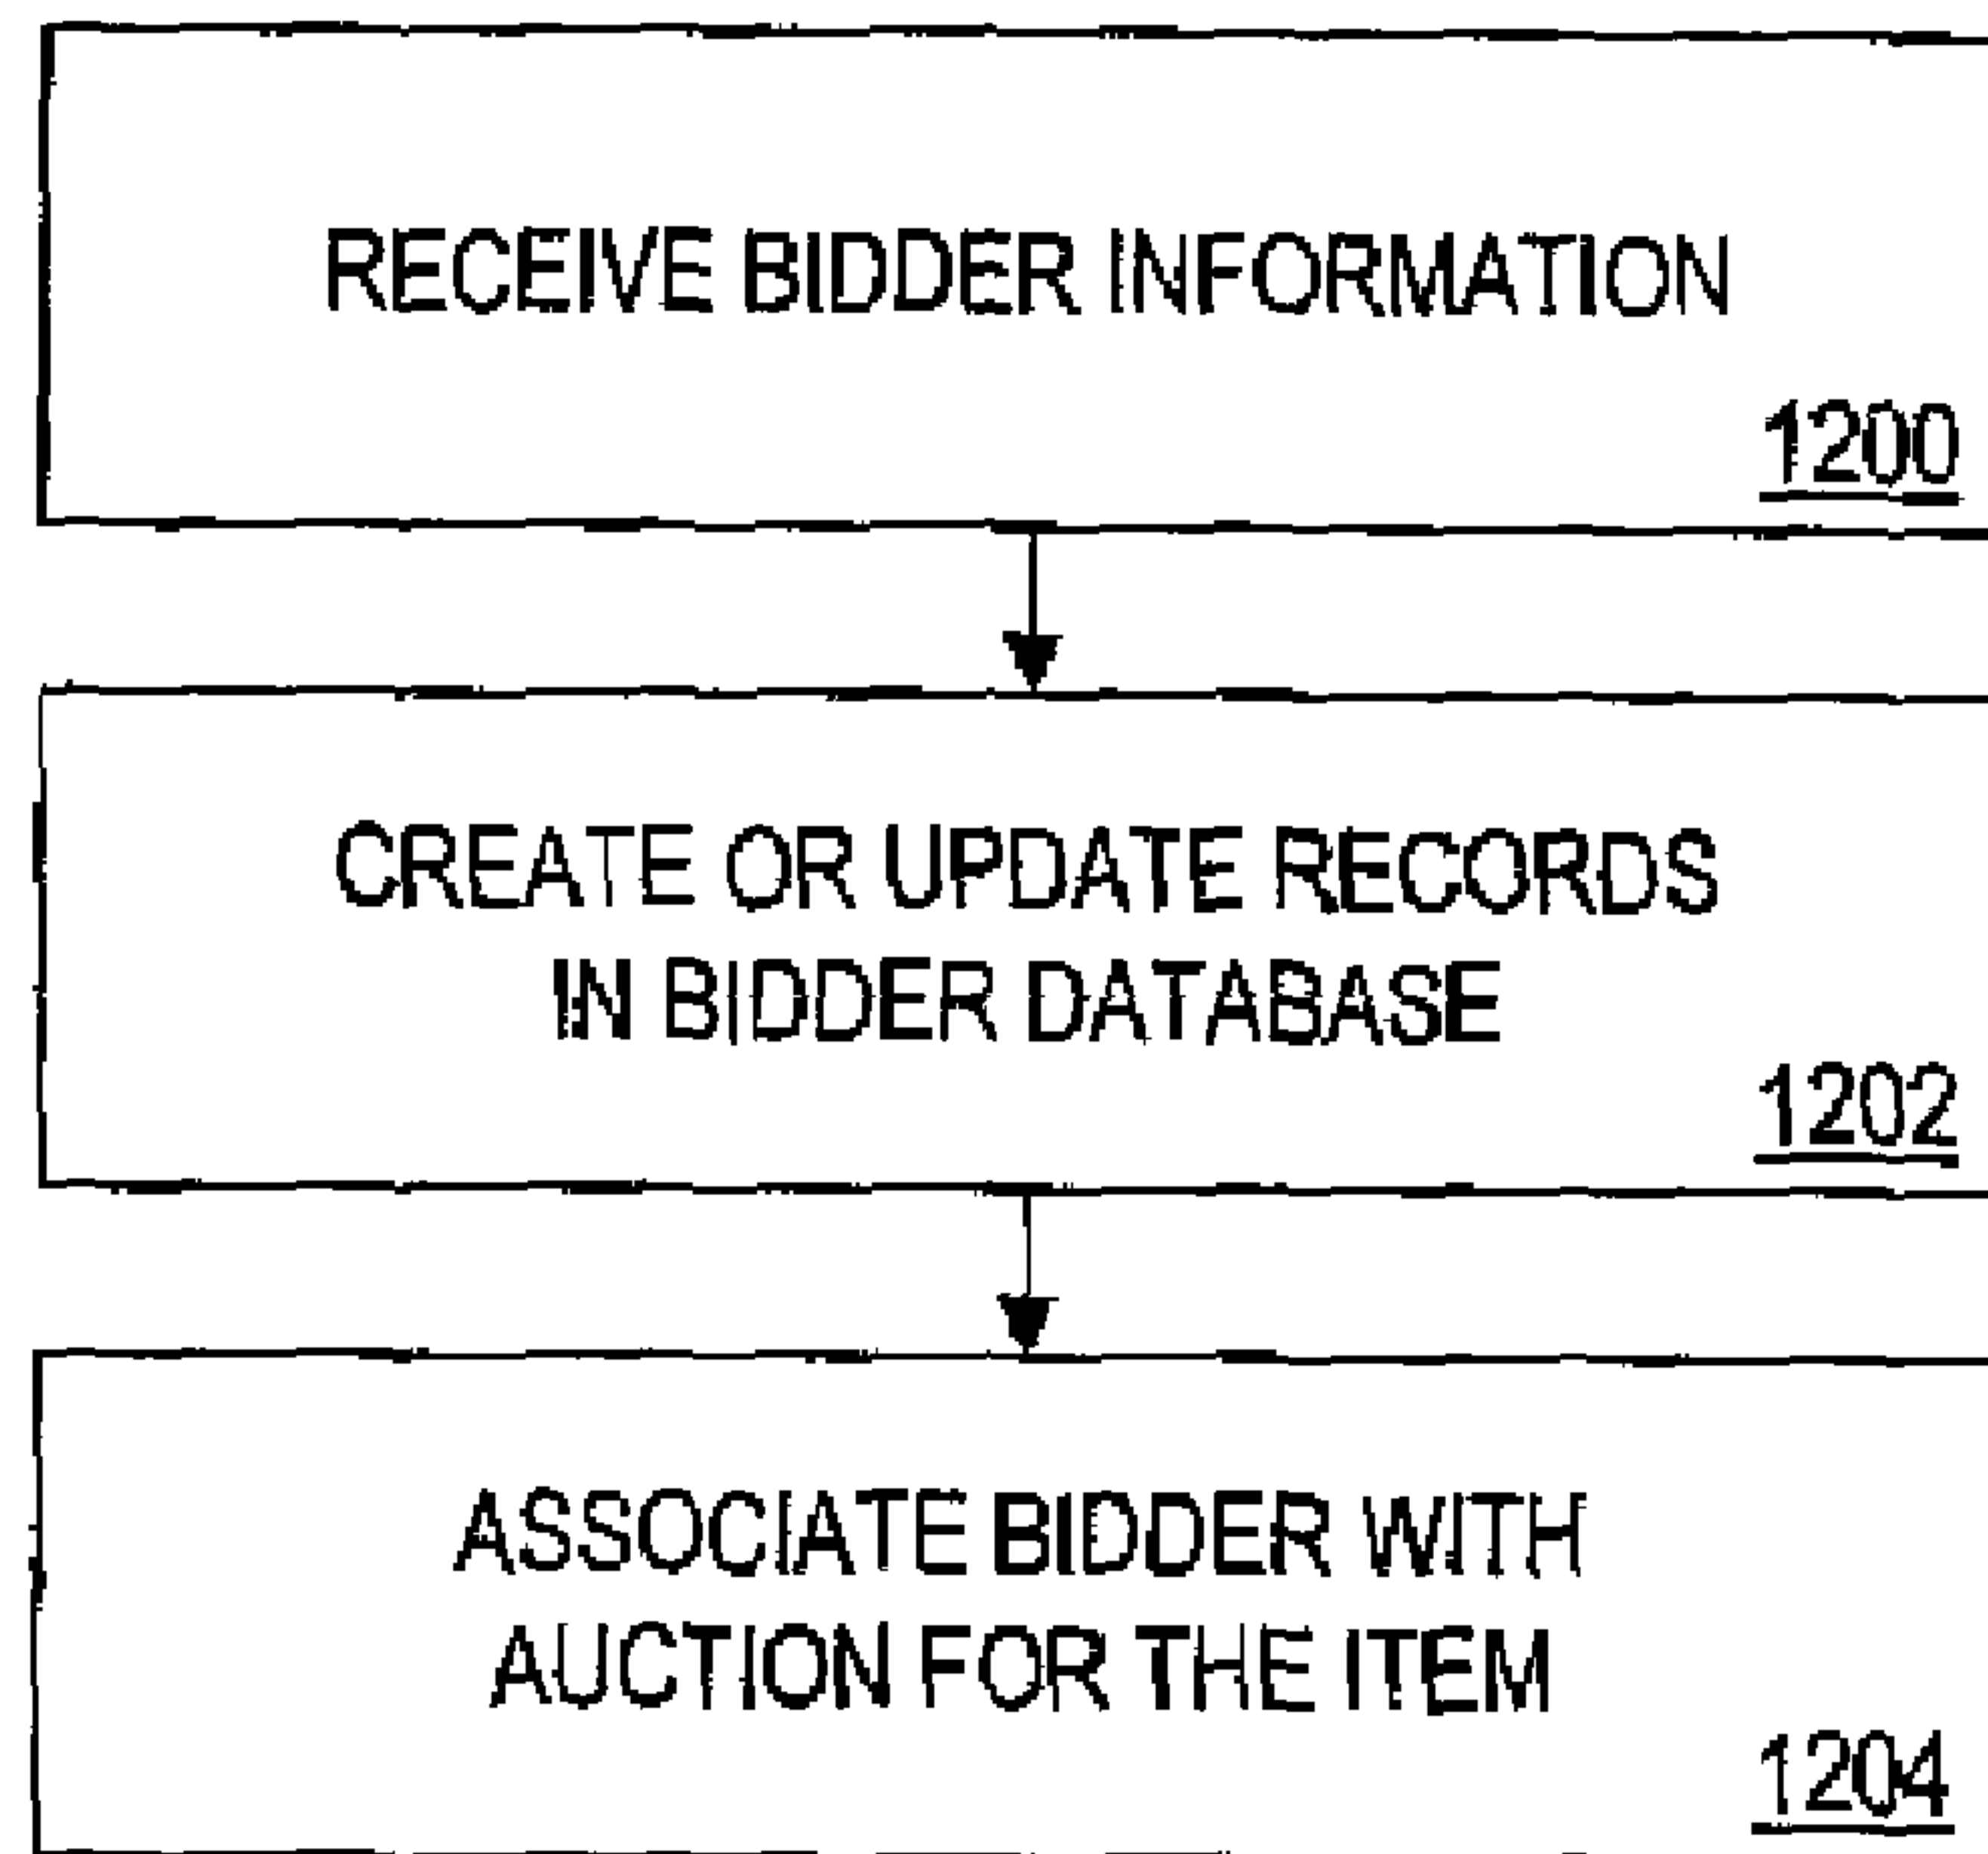 RECEIVE BIDDER INFORMATION
1200
CREATE OR UPDATE RECORDS
IN BIDDER DATABASE
1202
ASSOCIATE BIDDER WITH
AUCTION FOR THE ITEM
1204